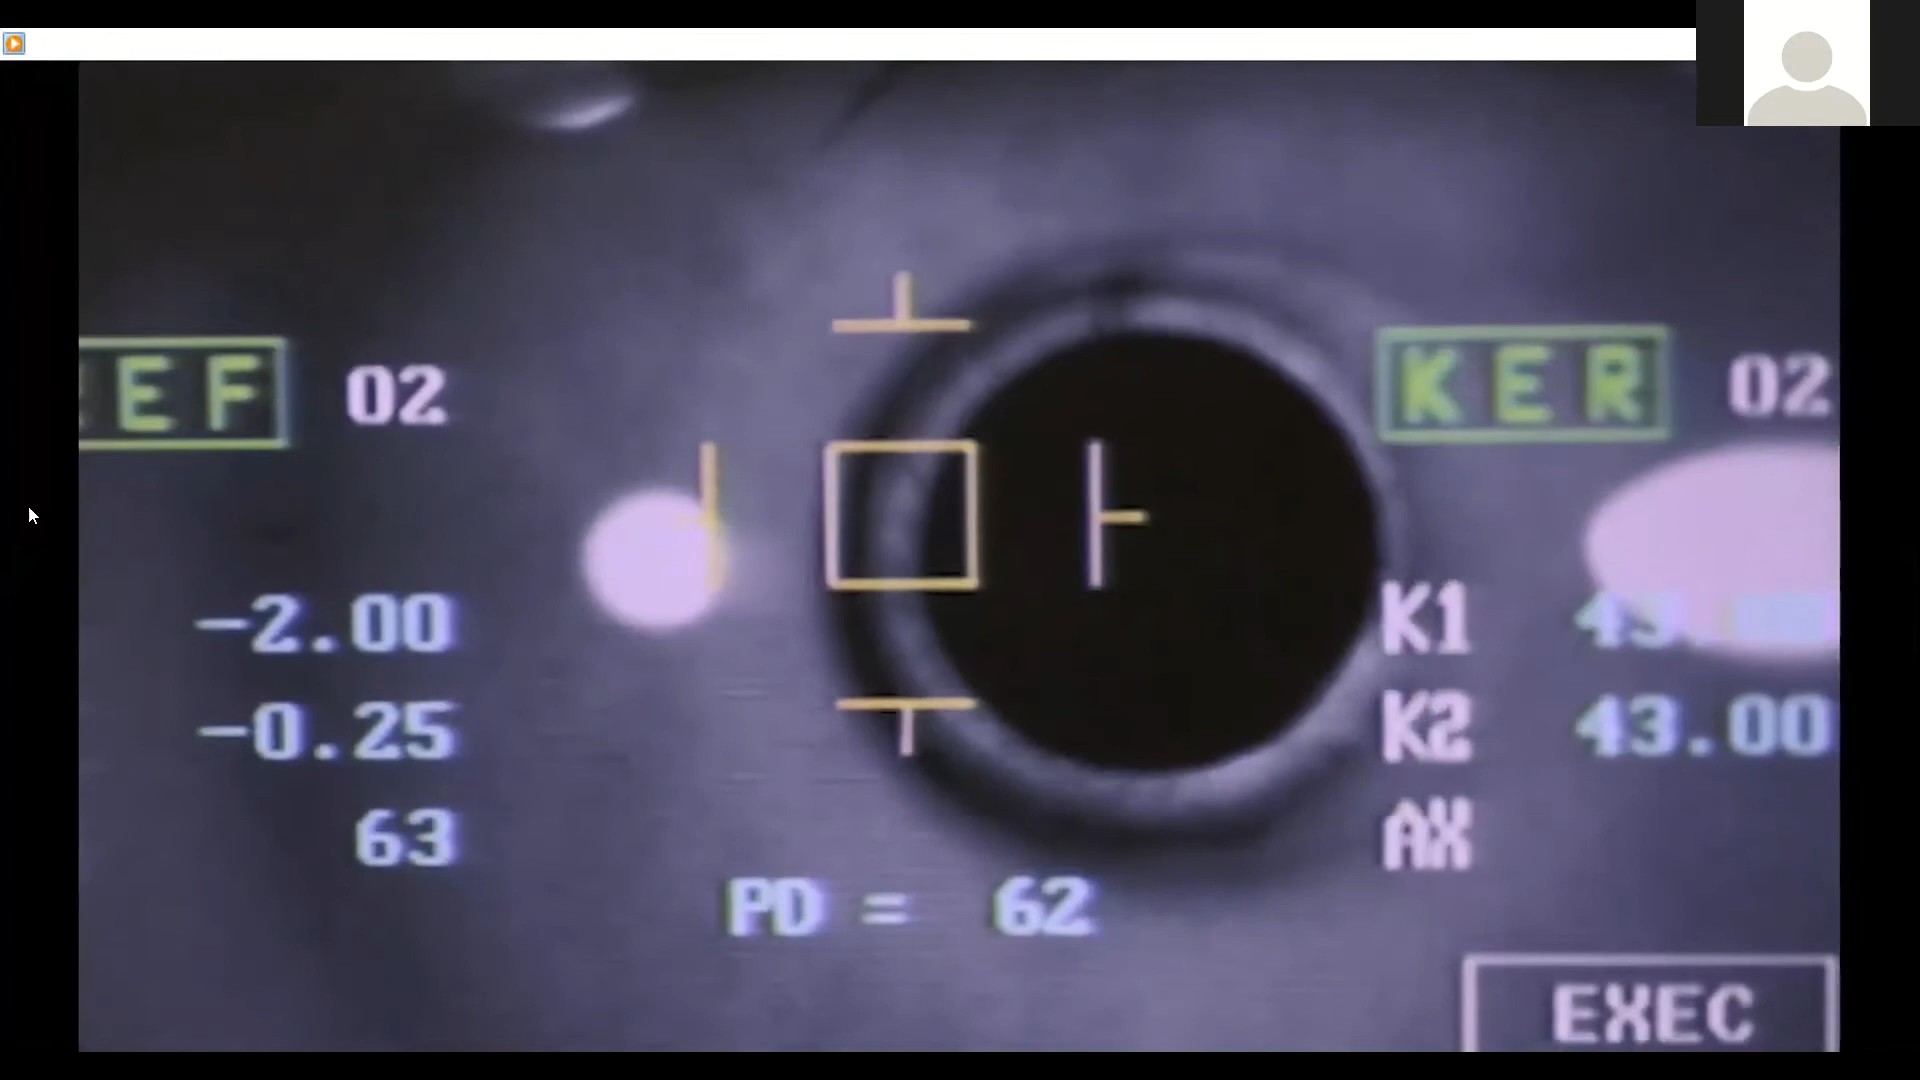 EF 02
KER 02
-2.00
K1
-0.25
K2 43.00
63
AX
PD = 62
EXEC